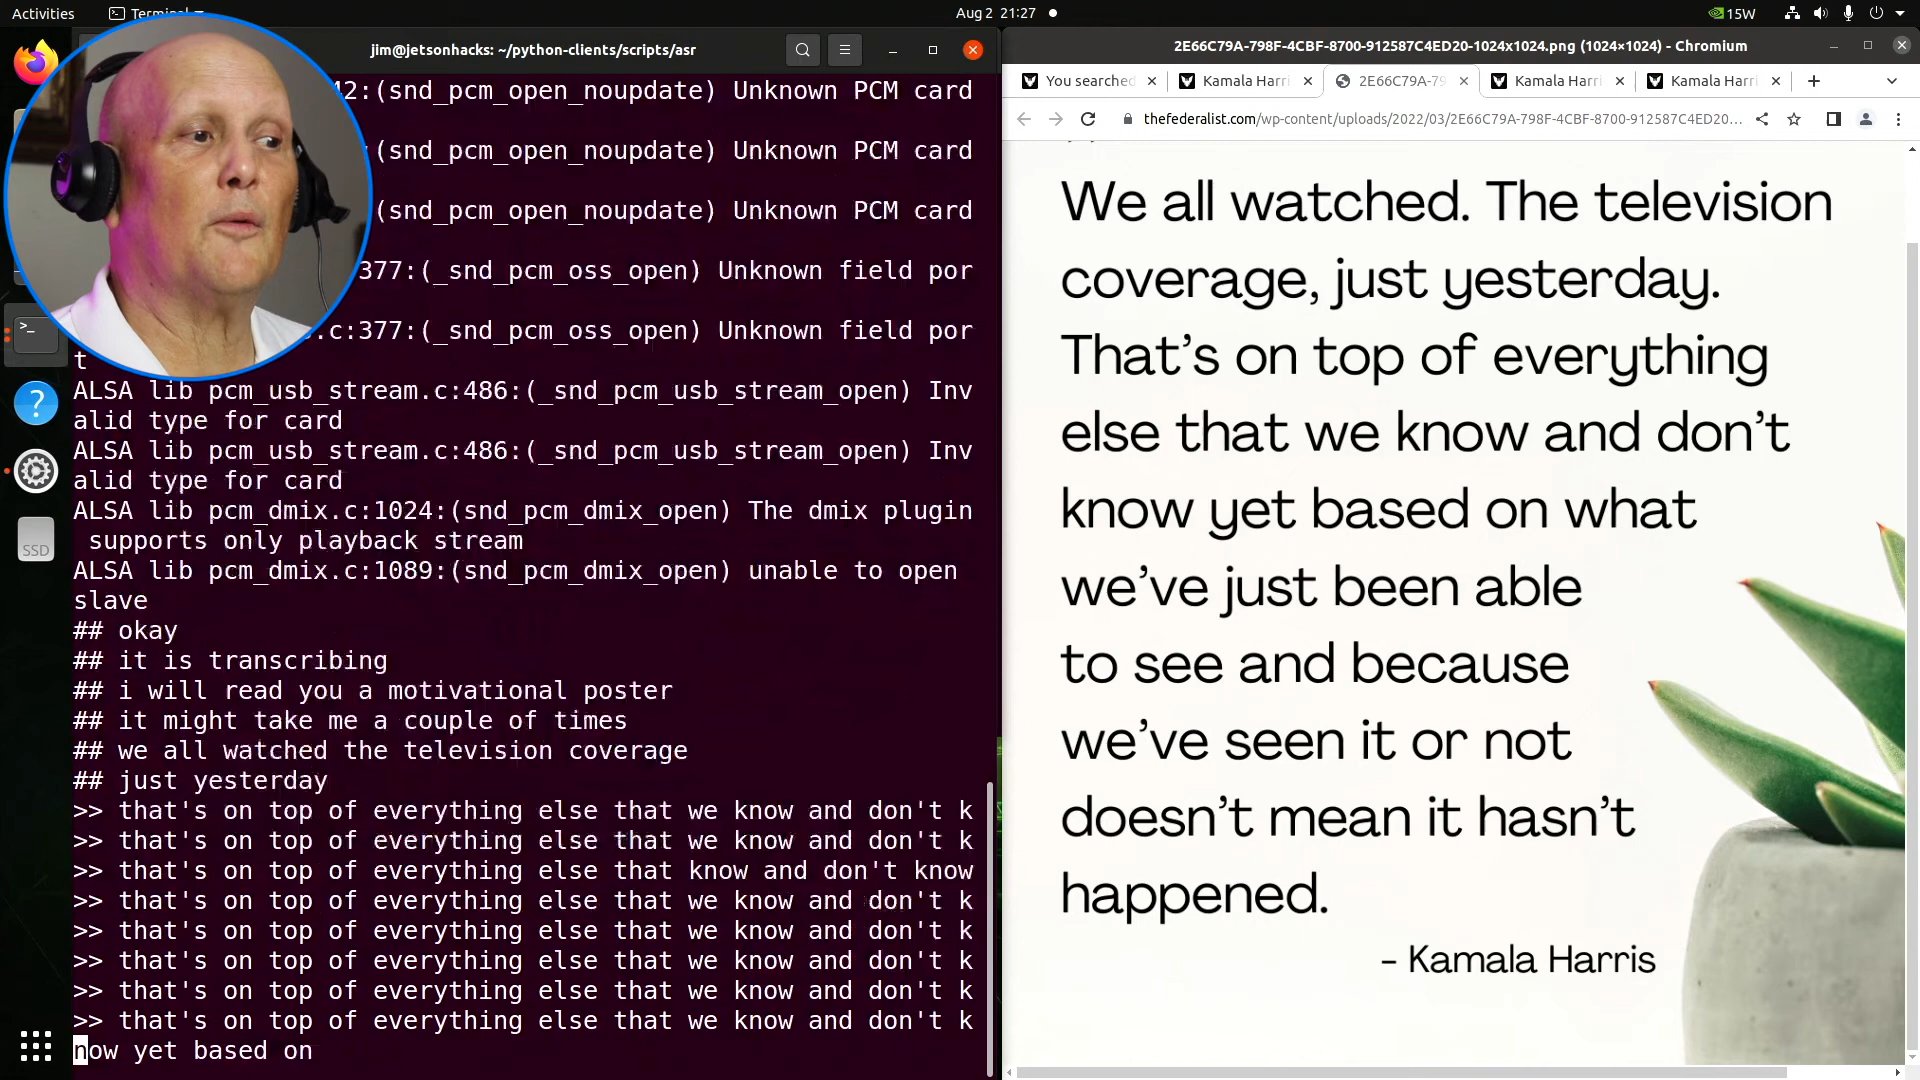 Activities
Terminal
Aug 2 21:27
15W
jim@jetsonhacks: ~/python-clients/scripts/asr
42:(snd_pcm_open_noupdate) Unknown PCM card
(snd_pcm_open_noupdate) Unknown PCM card
(snd_pcm_open_noupdate) Unknown PCM card
377:(_snd_pcm_oss_open) Unknown field por
.c:377:(_snd_pcm_oss_open) Unknown field por
t
ALSA lib pcm_usb_stream.c:486:(_snd_pcm_usb_stream_open) Inv
alid type for card
ALSA lib pcm_usb_stream.c:486:(_snd_pcm_usb_stream_open) Inv
alid type for card
ALSA lib pcm_dmix.c:1024:(snd_pcm_dmix_open) The dmix plugin
supports only playback stream
ALSA lib pcm_dmix.c:1089:(snd_pcm_dmix_open) unable to open
slave
## okay
## it is transcribing
## i will read you a motivational poster
## it might take me a couple of times
## we all watched the television coverage
## just yesterday
>> that's on top of everything else that we know and don't k
>> that's on top of everything else that we know and don't k
>> that's on top of everything else that know and don't know
>> that's on top of everything else that we know and don't k
>> that's on top of everything else that we know and don't k
>> that's on top of everything else that we know and don't k
>> that's on top of everything else that we know and don't k
>> that's on top of everything else that we know and don't k
now yet based on
SSD
2E66C79A-798F-4CBF-8700-912587C4ED20-1024x1024.png (1024×1024) - Chromium
You searched
Kamala Harri
2E66C79A-79
Kamala Harri
Kamala Harri
thefederalist.com/wp-content/uploads/2022/03/2E66C79A-798F-4CBF-8700-912587C4ED20...
We all watched. The television
coverage, just yesterday.
That’s on top of everything
else that we know and don’t
know yet based on what
we’ve just been able
to see and because
we’ve seen it or not
doesn’t mean it hasn’t
happened.
- Kamala Harris